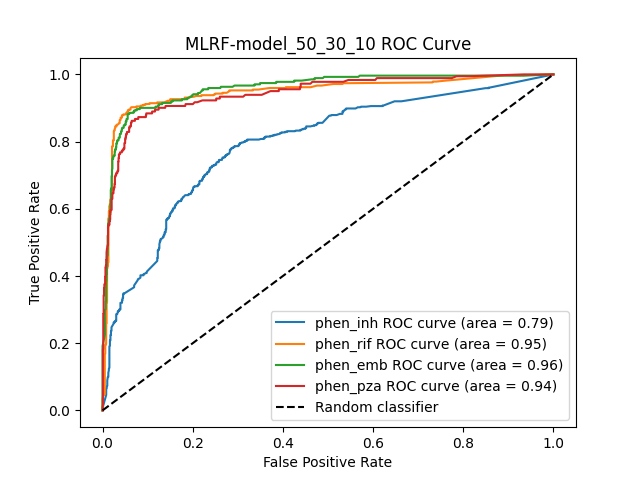 MLRF-model_50_30_10 ROC Curve
True Positive Rate
1.0
0.8
0.6
0.4
0.2
0.0
phen_inh ROC curve (area = 0.79)
phen_rif ROC curve (area = 0.95)
phen_emb ROC curve (area = 0.96)
phen_pza ROC curve (area = 0.94)
Random classifier
0.0 0.2 0.4 0.6 0.8 1.0
False Positive Rate